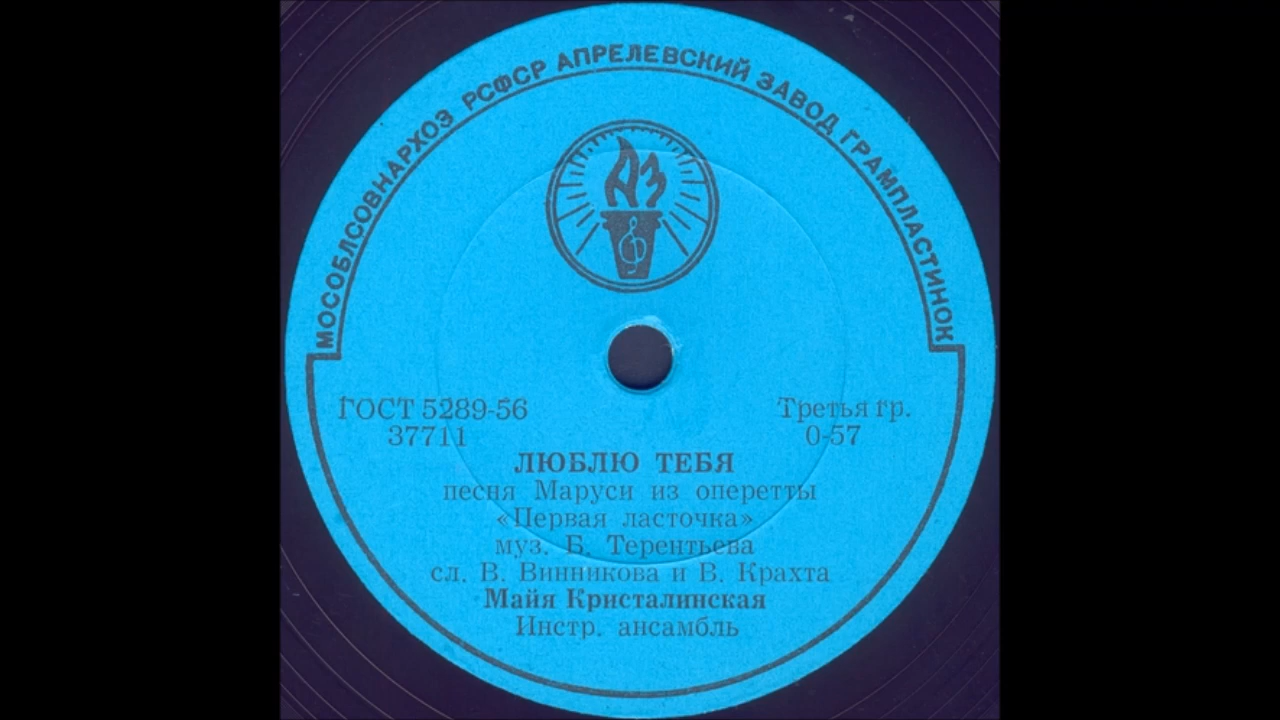 МОСОБЛСОВНАРХОЗ РСФСР АПРЕЛЕВСКИЙ ЗАВОД ГРАМПЛАСТИНОК
АЗ
ГОСТ 5289-56
37711
Третья гр.
0-57
ЛЮБЛЮ ТЕБЯ
песня Маруси из оперетты
«Первая ласточка»
муз. Б. Терентьева
сл. В. Винникова и В. Крахта
Майя Кристалинская
Инстр. ансамбль